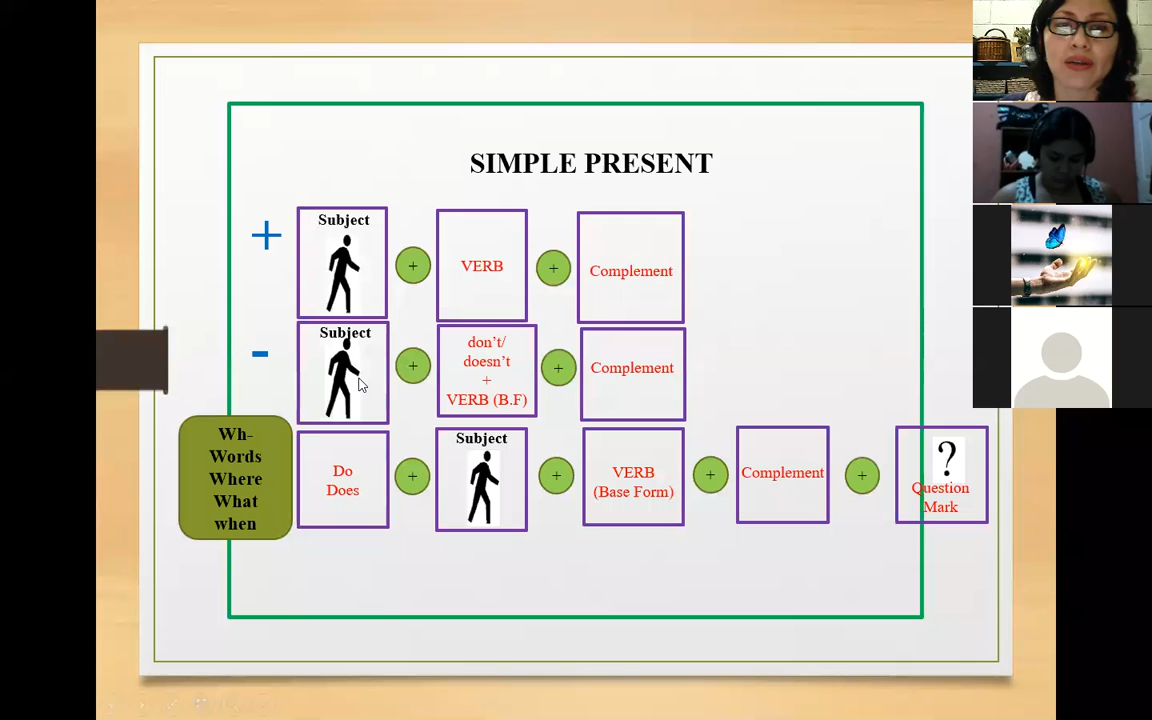 SIMPLE PRESENT
+
Subject
+
VERB
+
Complement
-
Subject
+
don't/
doesn't
+
VERB (B.F)
+
Complement
Wh-
Words
Where
What
when
Do
Does
+
Subject
+
VERB
(Base Form)
+
Complement
+
?
Question
Mark